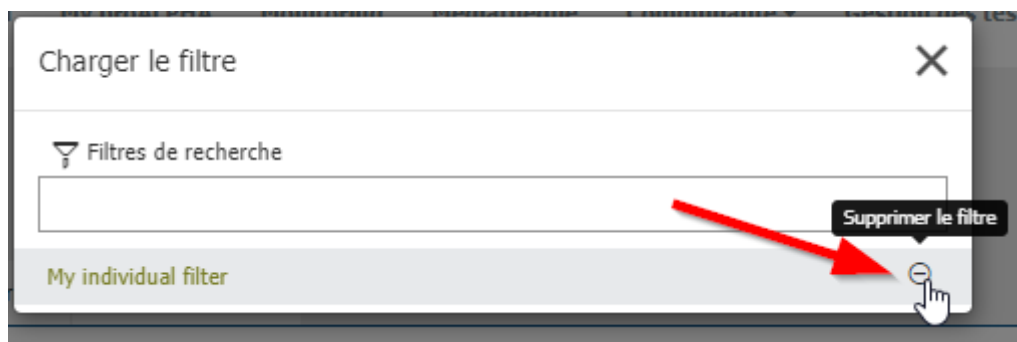 Charger le filtre
Filtres de recherche
Supprimer le filtre
My individual filter